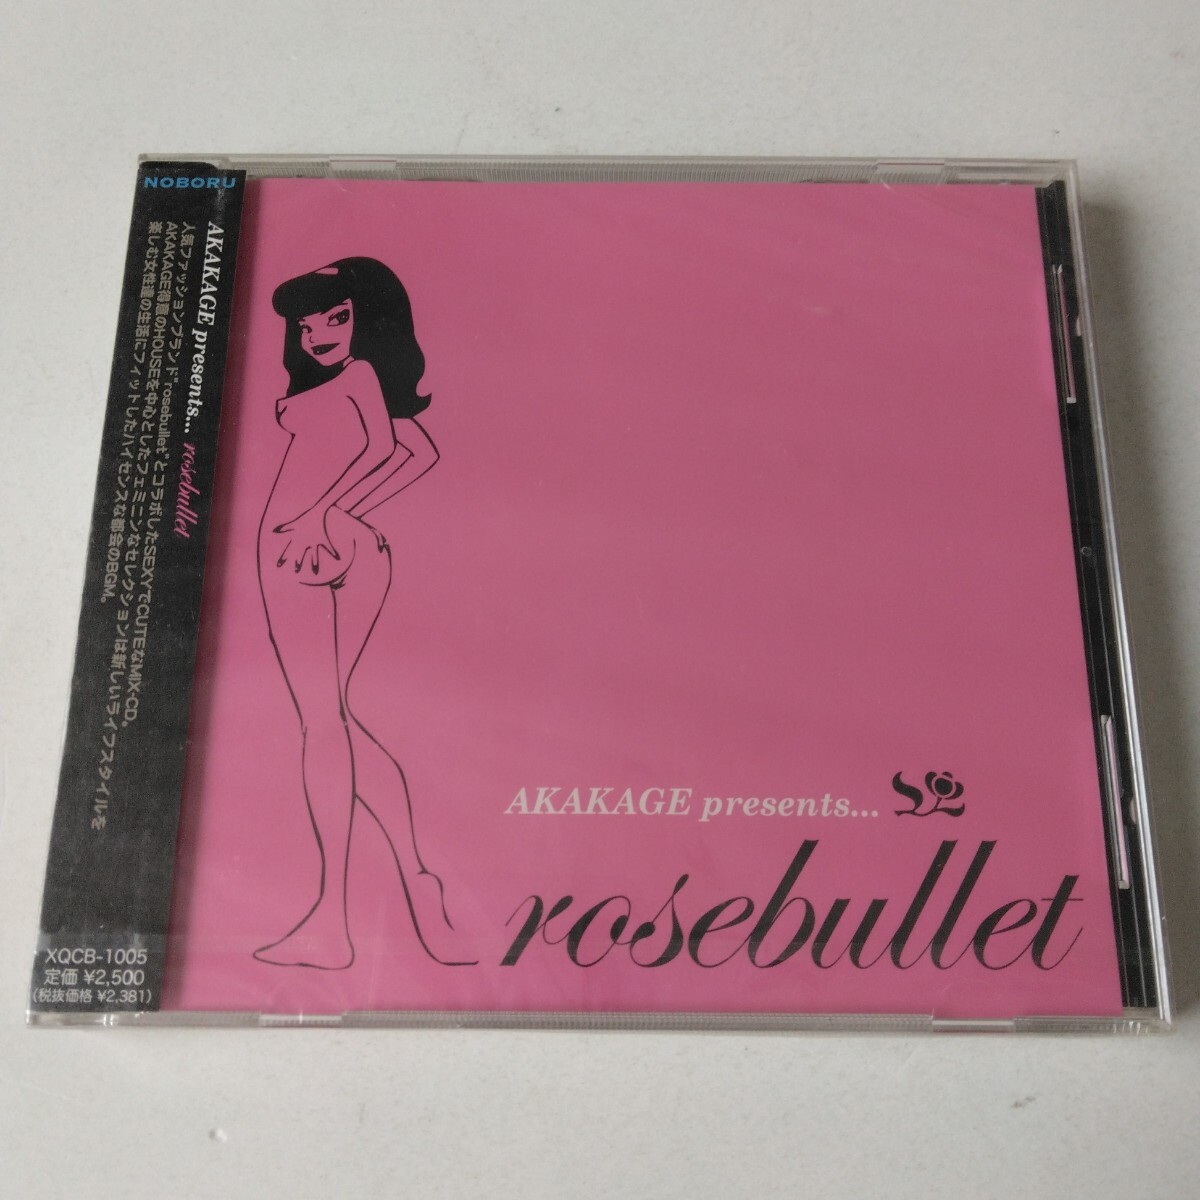 NOBORU
AKAKAGE presents... rosebullet
人気ファッションブランド"rosebullet"とコラボしたSEXYでCUTEなMIX-CD。
AKAKAGE得意のHOUSEを中心としたフェミニンなセレクションは新しいライフスタイルを
楽しむ女性達の生活にフィットしたハイセンスな都会のBGM。
XQCB-1005
定価 ¥2,500
(税抜価格 ¥2,381)
AKAKAGE presents...
rosebullet